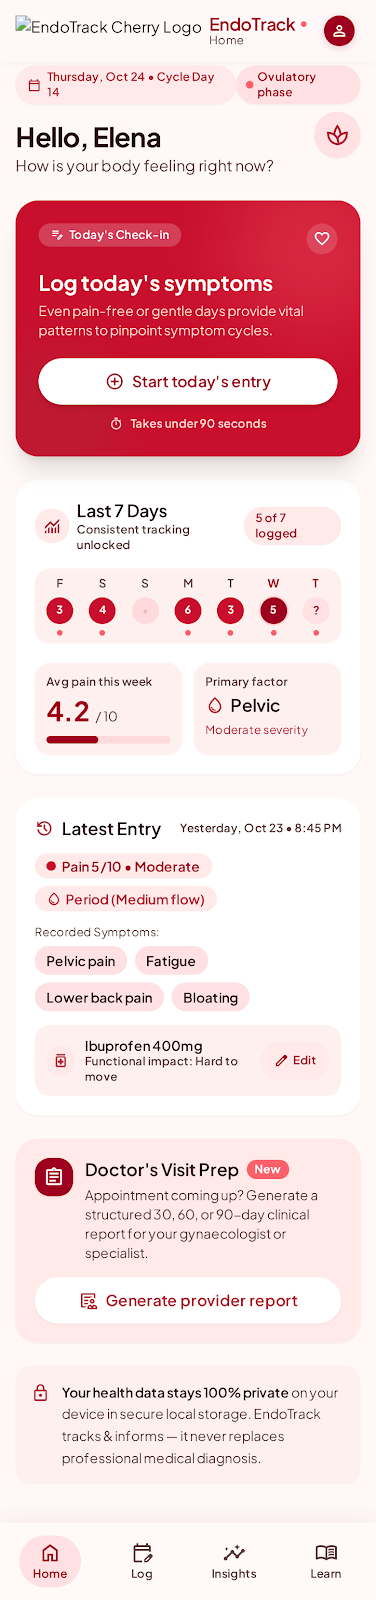 EndoTrack Cherry Logo
EndoTrack
Home
Thursday, Oct 24 • Cycle Day
14
Ovulatory
phase
Hello, Elena
How is your body feeling right now?
Today's Check-in
Log today's symptoms
Even pain-free or gentle days provide vital
patterns to pinpoint symptom cycles.
Start today's entry
Takes under 90 seconds
Last 7 Days
Consistent tracking
unlocked
5 of 7
logged
F S S M T W T
3 4 • 6 3 5 ?
Avg pain this week
4.2 / 10
Primary factor
Pelvic
Moderate severity
Latest Entry
Yesterday, Oct 23 • 8:45 PM
Pain 5/10 • Moderate
Period (Medium flow)
Recorded Symptoms:
Pelvic pain
Fatigue
Lower back pain
Bloating
Ibuprofen 400mg
Functional impact: Hard to
move
Edit
Doctor's Visit Prep
New
Appointment coming up? Generate a
structured 30, 60, or 90-day clinical
report for your gynaecologist or
specialist.
Generate provider report
Your health data stays 100% private on your
device in secure local storage. EndoTrack
tracks & informs — it never replaces
professional medical diagnosis.
Home
Log
Insights
Learn